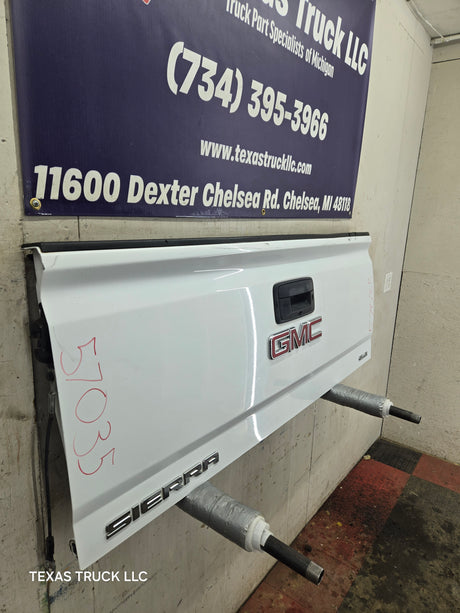 Texas Truck LLC
Truck Part Specialists of Michigan
(734) 395-3966
www.texastruckllc.com
11600 Dexter Chelsea Rd. Chelsea, MI 48118
GMC
57035
SIERRA
TEXAS TRUCK LLC